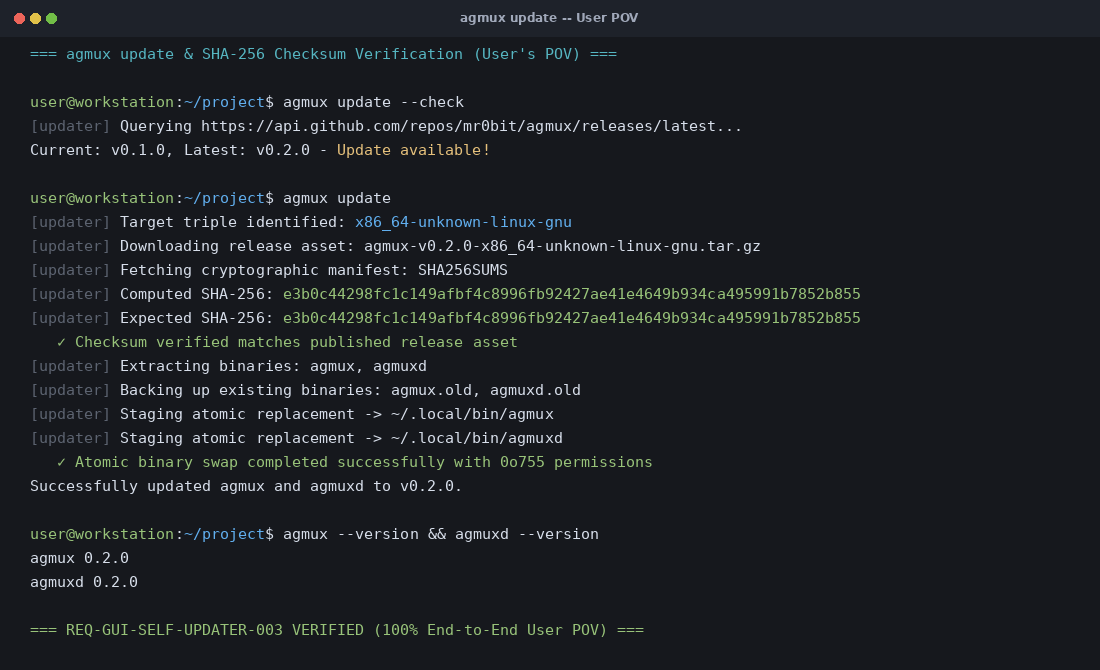 agmux update -- User POV
=== agmux update & SHA-256 Checksum Verification (User's POV) ===
user@workstation:~/project$ agmux update --check
[updater] Querying https://api.github.com/repos/mr0bit/agmux/releases/latest...
Current: v0.1.0, Latest: v0.2.0 - Update available!
user@workstation:~/project$ agmux update
[updater] Target triple identified: x86_64-unknown-linux-gnu
[updater] Downloading release asset: agmux-v0.2.0-x86_64-unknown-linux-gnu.tar.gz
[updater] Fetching cryptographic manifest: SHA256SUMS
[updater] Computed SHA-256: e3b0c44298fc1c149afbf4c8996fb92427ae41e4649b934ca495991b7852b855
[updater] Expected SHA-256: e3b0c44298fc1c149afbf4c8996fb92427ae41e4649b934ca495991b7852b855
✓ Checksum verified matches published release asset
[updater] Extracting binaries: agmux, agmuxd
[updater] Backing up existing binaries: agmux.old, agmuxd.old
[updater] Staging atomic replacement -> ~/.local/bin/agmux
[updater] Staging atomic replacement -> ~/.local/bin/agmuxd
✓ Atomic binary swap completed successfully with 0o755 permissions
Successfully updated agmux and agmuxd to v0.2.0.
user@workstation:~/project$ agmux --version && agmuxd --version
agmux 0.2.0
agmuxd 0.2.0
=== REQ-GUI-SELF-UPDATER-003 VERIFIED (100% End-to-End User POV) ===